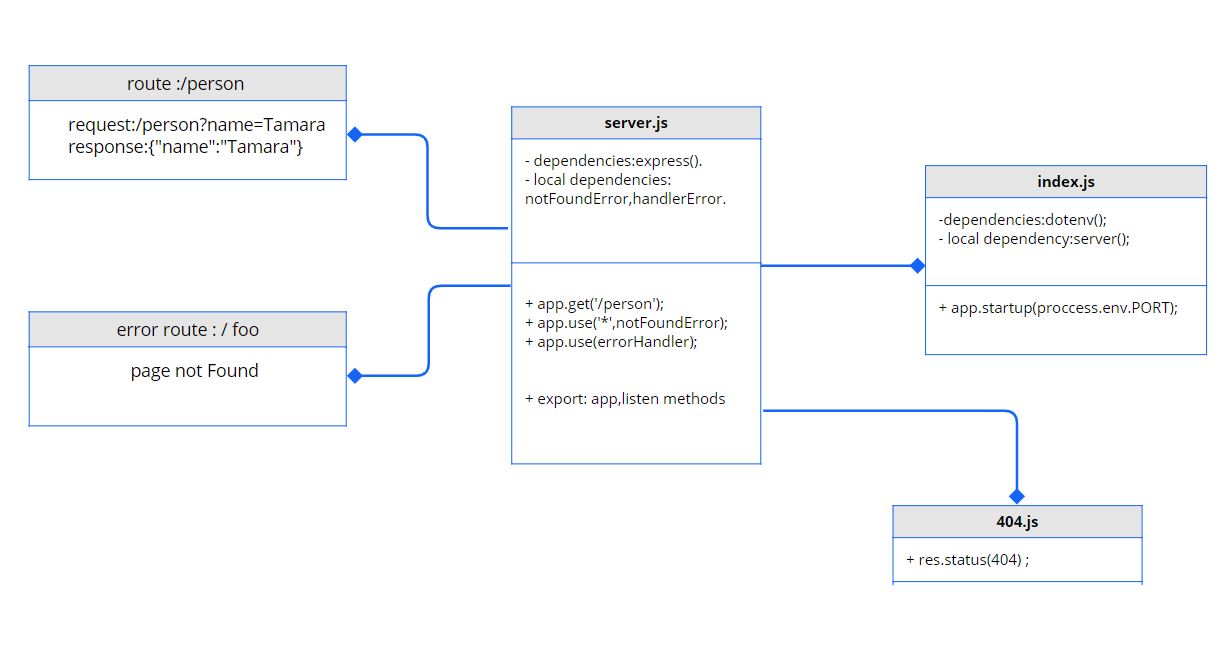 route :/person
request:/person?name=Tamara
response:{"name":"Tamara"}
error route : / foo
page not Found
server.js
- dependencies:express().
- local dependencies:
notFoundError,handlerError.
+ app.get('/person');
+ app.use('*',notFoundError);
+ app.use(errorHandler);
+ export: app,listen methods
index.js
-dependencies:dotenv();
- local dependency:server();
+ app.startup(proccess.env.PORT);
404.js
+ res.status(404) ;